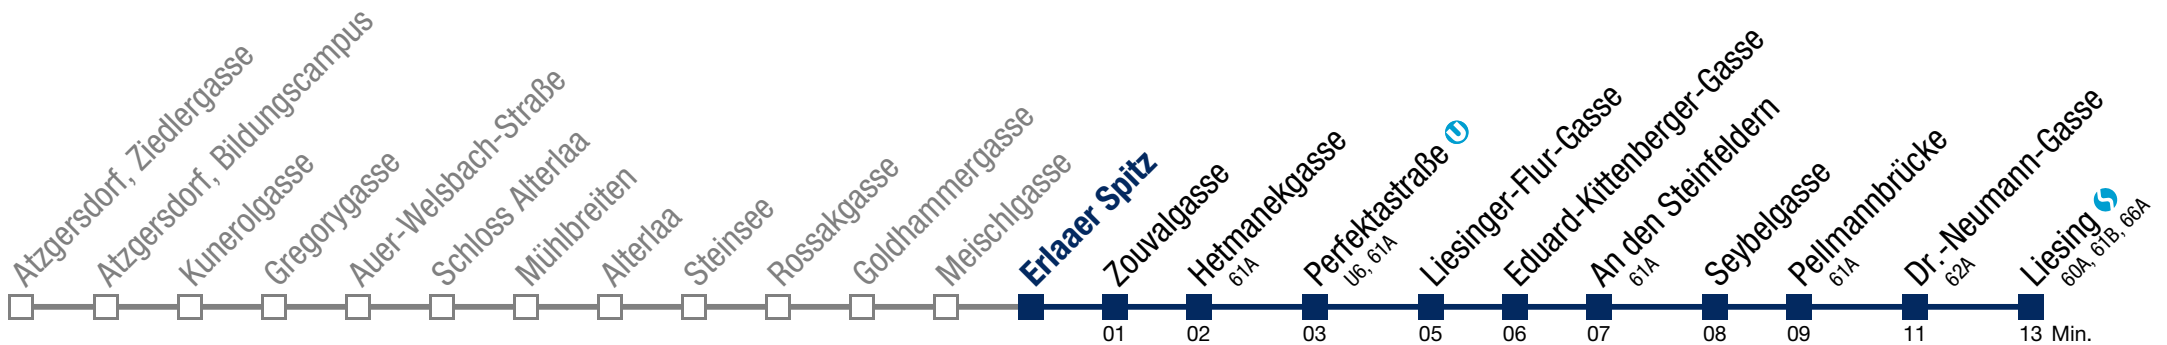 Atzgersdorf, Ziedlergasse
Atzgersdorf, Bildungscampus
Kunerolgasse
Gregorygasse
Auer-Welsbach-Straße
Schloss Alterlaa
Mühlbreiten
Alterlaa
Steinsee
Rossakgasse
Goldhammergasse
Meischlgasse
Erlaaer Spitz
Zouvalgasse
Hetmanekgasse
61A
Perfektastraße U
U6, 61A
Liesinger-Flur-Gasse
Eduard-Kittenberger-Gasse
An den Steinfeldern
61A
Seybelgasse
Pellmannbrücke
61A
Dr.-Neumann-Gasse
62A
Liesing S
60A, 61B, 66A
01 02 03 05 06 07 08 09 11 13 Min.